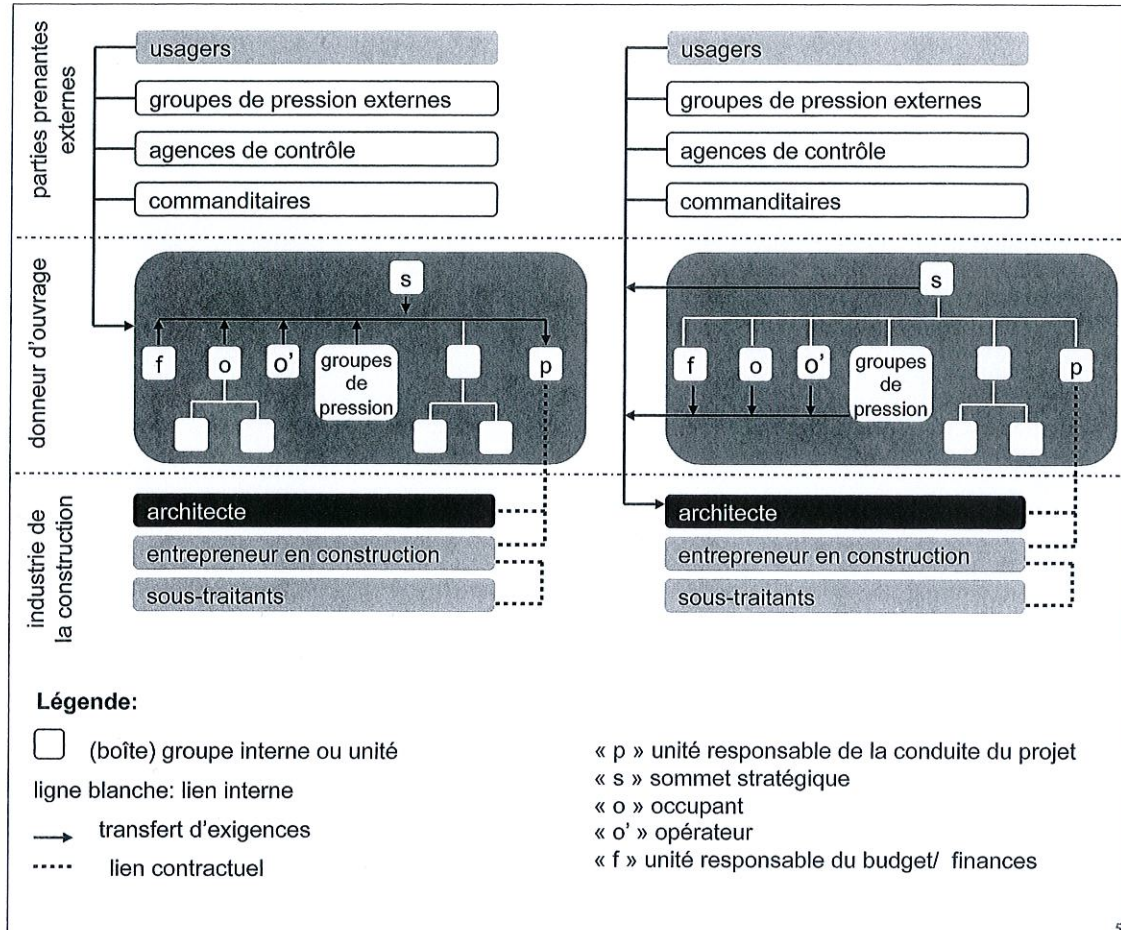 parties prenantes
externes
usagers
groupes de pression externes
agences de contrôle
commanditaires
usagers
groupes de pression externes
agences de contrôle
commanditaires
donneur d'ouvrage
s
f
o
o'
groupes
de
pression
p
s
f
o
o'
groupes
de
pression
p
industrie de
la construction
architecte
entrepreneur en construction
sous-traitants
architecte
entrepreneur en construction
sous-traitants
Légende:
(boîte) groupe interne ou unité
ligne blanche: lien interne
transfert d'exigences
lien contractuel
« p » unité responsable de la conduite du projet
« s » sommet stratégique
« o » occupant
« o' » opérateur
« f » unité responsable du budget/ finances
5